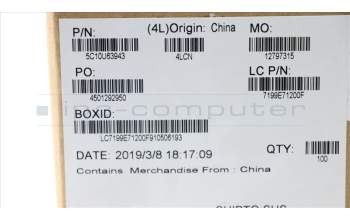 P/N: (4L)Origin: China MO:
5C10U63943 4LCN 12797315
PO: LC P/N:
4501292950 7199E71200F
BOXID:
LC7199E71200F910506193
DATE: 2019/3/8 18:17:09 QTY:
100
Contains Merchandise From : China